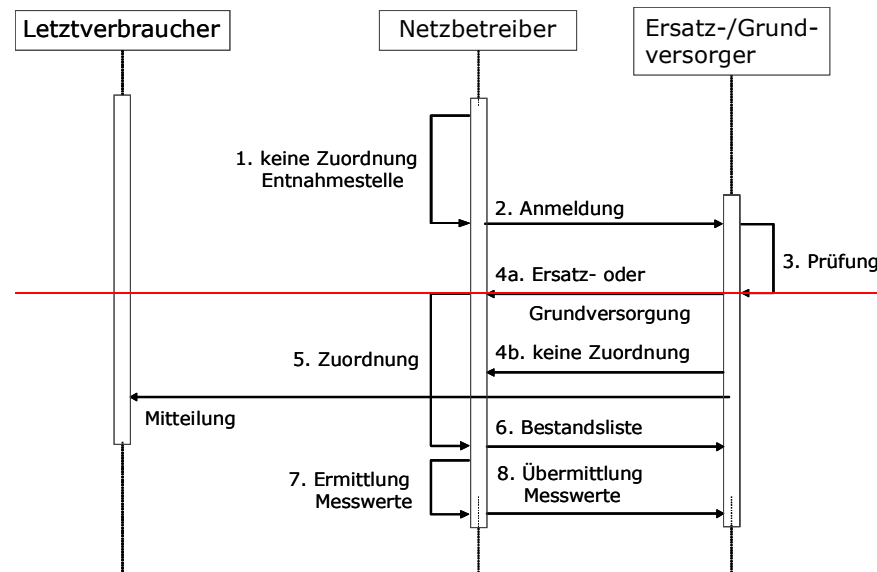 Letztverbraucher
Netzbetreiber
Ersatz-/Grund-
versorger
1. keine Zuordnung
Entnahmestelle
2. Anmeldung
3. Prüfung
4a. Ersatz- oder
Grundversorgung
4b. keine Zuordnung
5. Zuordnung
Mitteilung
6. Bestandsliste
7. Ermittlung
Messwerte
8. Übermittlung
Messwerte